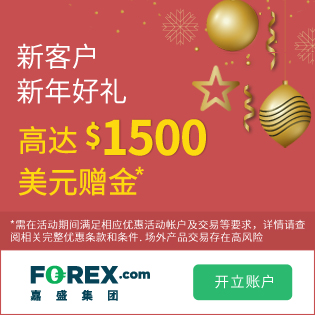 新客户
新年好礼
高达 $1500
美元赠金*
*需在活动期间满足相应优惠活动帐户及交易等要求，详情请查
阅相关完整优惠条款和条件. 场外产品交易存在高风险
FOREX.com
嘉盛集团
开立账户